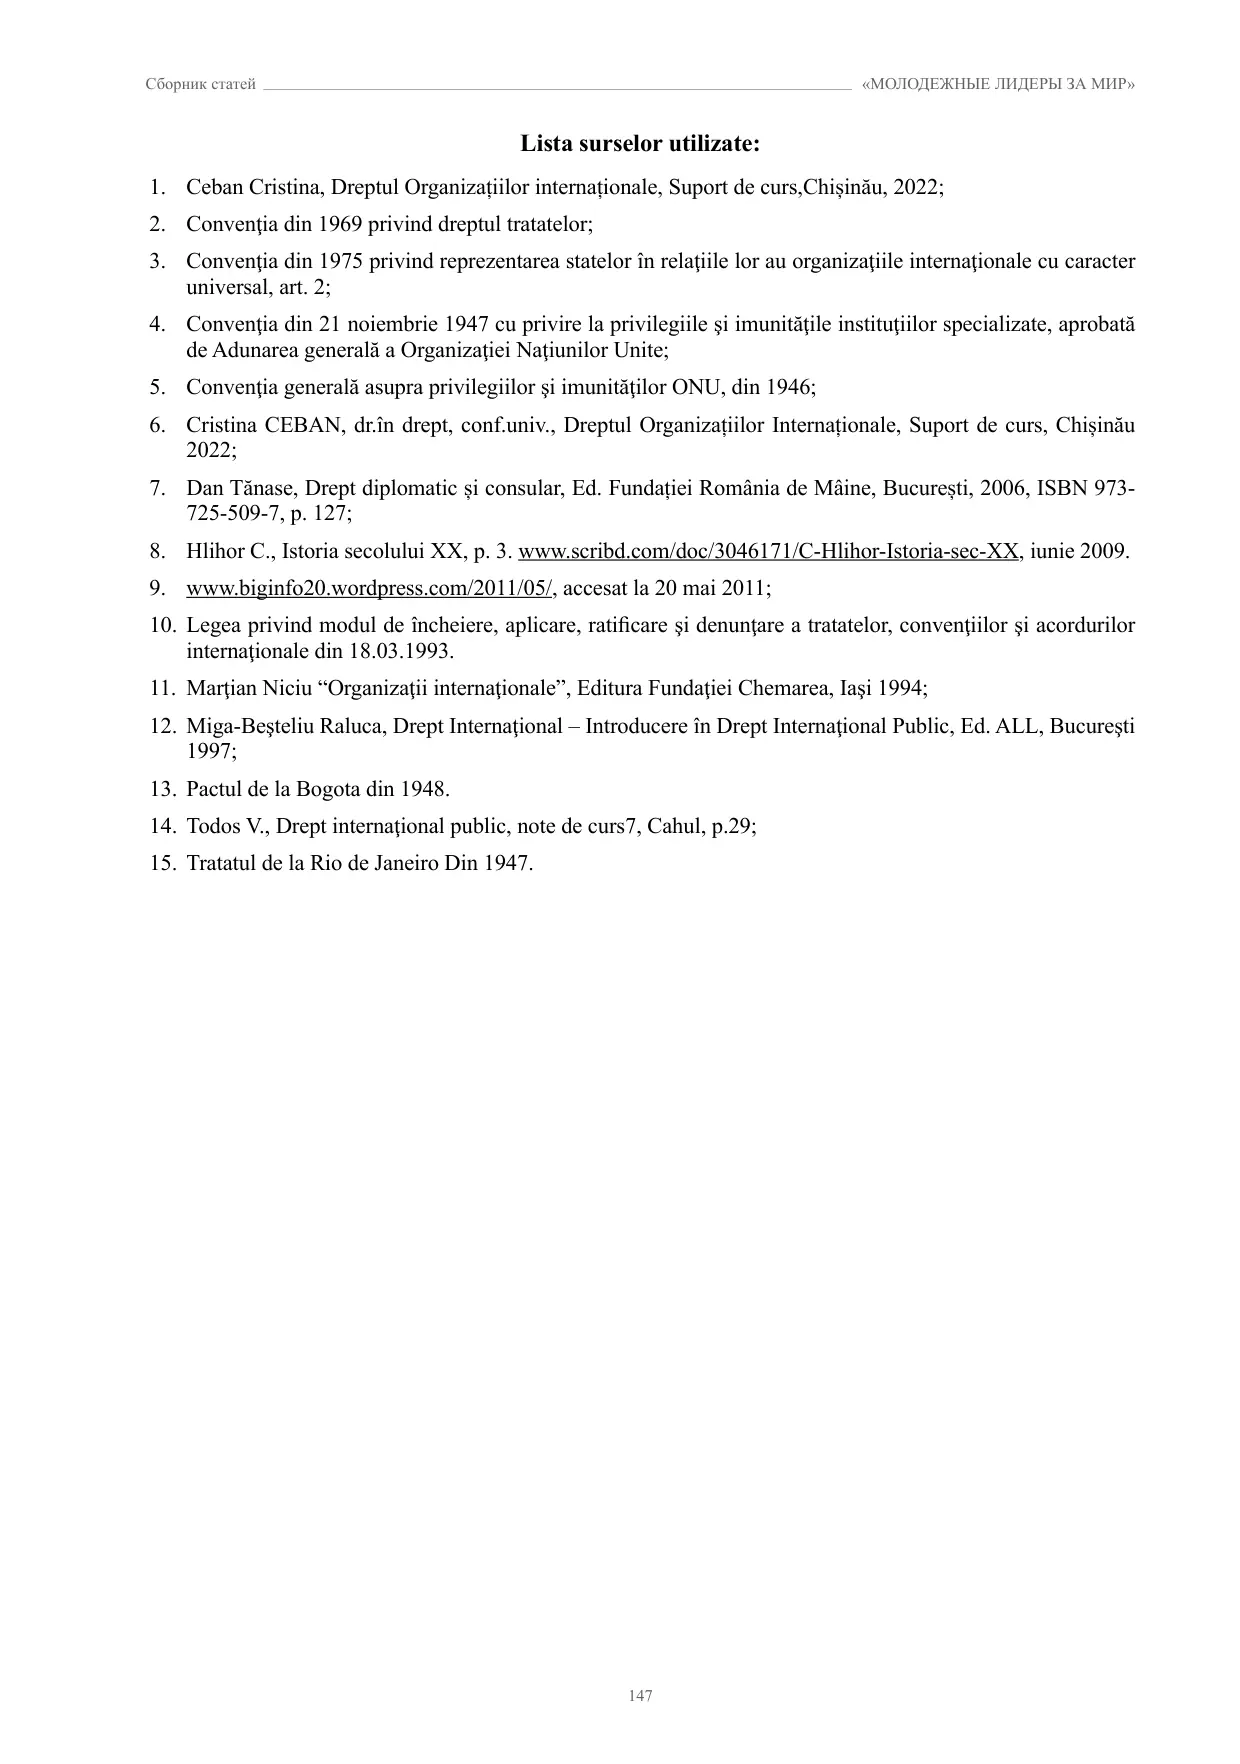 Сборник статей «МОЛОДЕЖНЫЕ ЛИДЕРЫ ЗА МИР»
Lista surselor utilizate:
1. Ceban Cristina, Dreptul Organizațiilor internaționale, Suport de curs,Chișinău, 2022;
2. Convenţia din 1969 privind dreptul tratatelor;
3. Convenţia din 1975 privind reprezentarea statelor în relaţiile lor au organizaţiile internaţionale cu caracter
universal, art. 2;
4. Convenţia din 21 noiembrie 1947 cu privire la privilegiile şi imunităţile instituţiilor specializate, aprobată
de Adunarea generală a Organizaţiei Naţiunilor Unite;
5. Convenţia generală asupra privilegiilor şi imunităţilor ONU, din 1946;
6. Cristina CEBAN, dr.în drept, conf.univ., Dreptul Organizațiilor Internaționale, Suport de curs, Chișinău
2022;
7. Dan Tănase, Drept diplomatic și consular, Ed. Fundației România de Mâine, București, 2006, ISBN 973-
725-509-7, p. 127;
8. Hlihor C., Istoria secolului XX, p. 3. www.scribd.com/doc/3046171/C-Hlihor-Istoria-sec-XX, iunie 2009.
9. www.biginfo20.wordpress.com/2011/05/, accesat la 20 mai 2011;
10. Legea privind modul de încheiere, aplicare, ratificare şi denunţare a tratatelor, convenţiilor şi acordurilor
internaţionale din 18.03.1993.
11. Marţian Niciu “Organizaţii internaţionale”, Editura Fundaţiei Chemarea, Iaşi 1994;
12. Miga-Beşteliu Raluca, Drept Internaţional – Introducere în Drept Internaţional Public, Ed. ALL, Bucureşti
1997;
13. Pactul de la Bogota din 1948.
14. Todos V., Drept internaţional public, note de curs7, Cahul, p.29;
15. Tratatul de la Rio de Janeiro Din 1947.
147